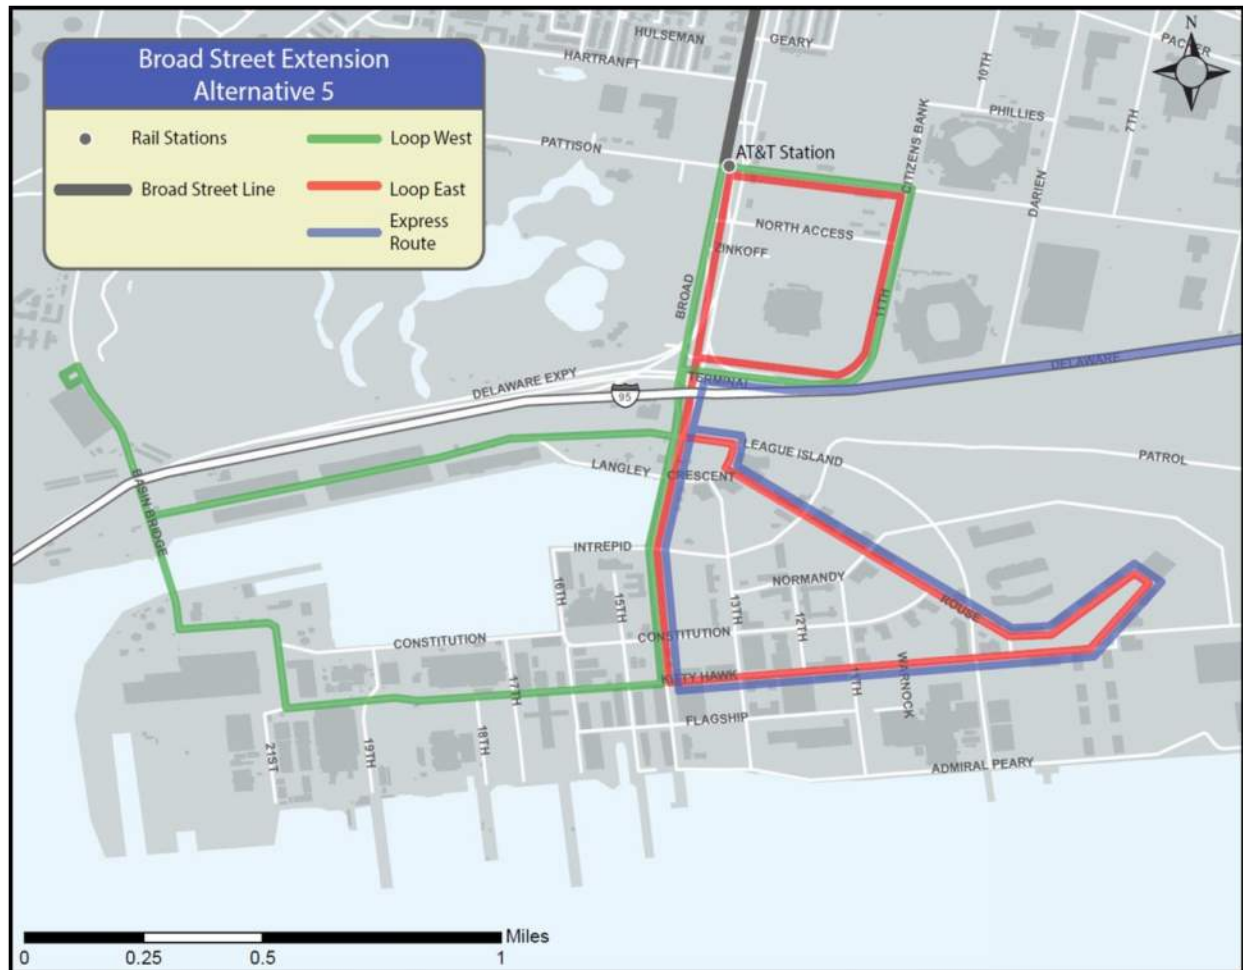 Broad Street Extension
Alternative 5
Rail Stations
Loop West
Broad Street Line
Loop East
Express
Route
HULSEMAN
GEARY
HARTRANFT
10TH
PACKER
N
PHILLIES
7TH
PATTISON
AT&T Station
CITIZENS BANK
DARIEN
NORTH ACCESS
ZINKOFF
BROAD
11TH
DELAWARE
DELAWARE EXPY
TERMINAL
95
LEAGUE ISLAND
PATROL
LANGLEY
CRESCENT
BASIN BRIDGE
INTREPID
NORMANDY
16TH
15TH
13TH
12TH
ROUSE
CONSTITUTION
CONSTITUTION
KITTY HAWK
17TH
11TH
WARNOCK
FLAGSHIP
18TH
19TH
21ST
ADMIRAL PEARY
Miles
0
0.25
0.5
1